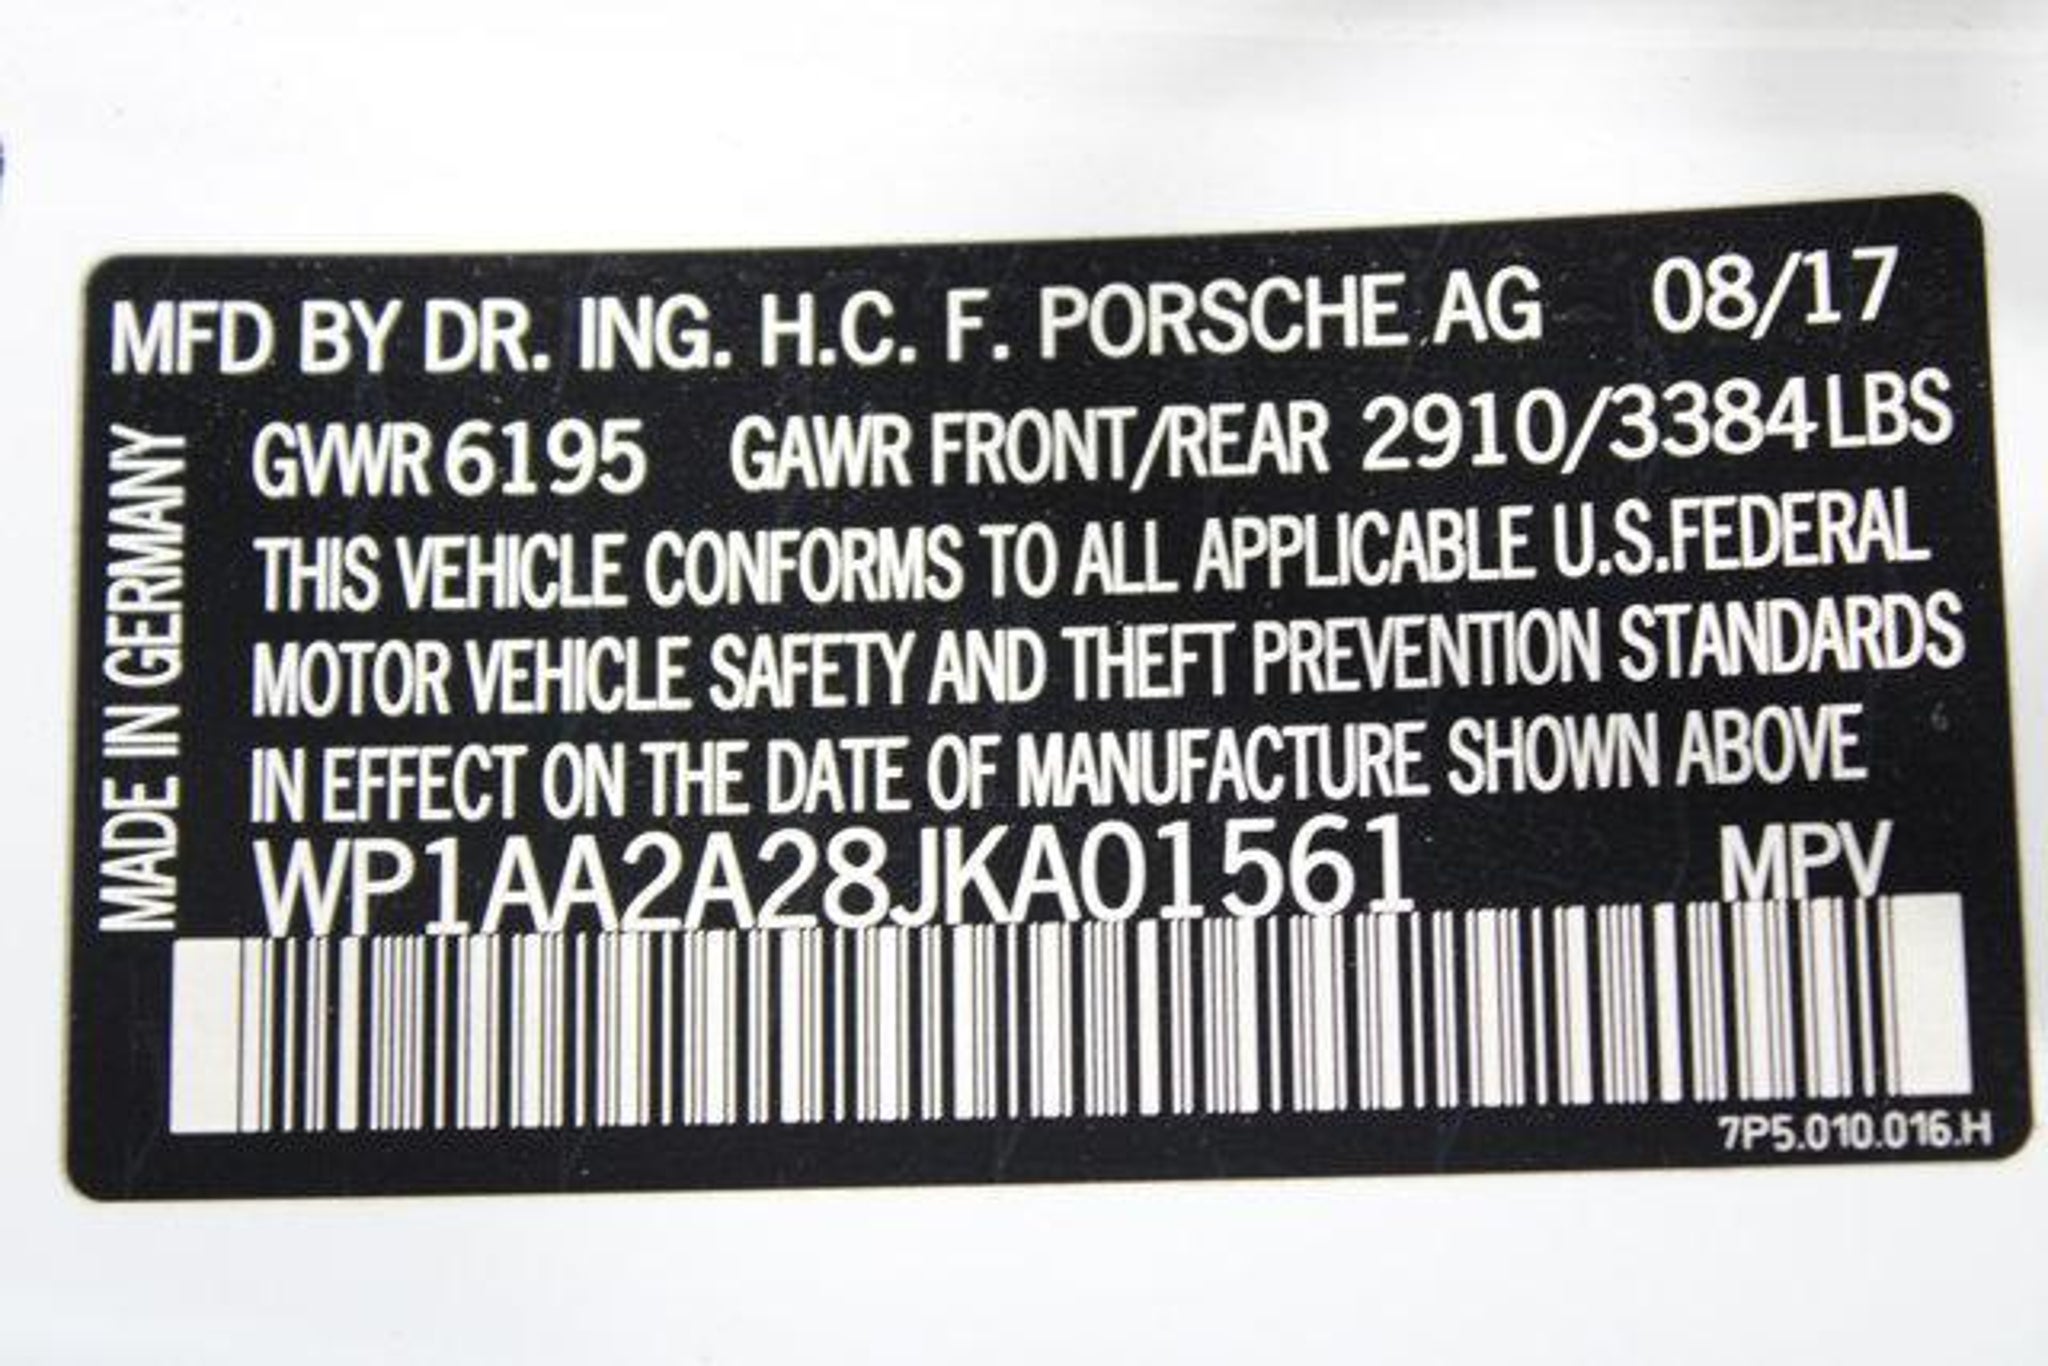 MFD BY DR. ING. H.C. F. PORSCHE AG 08/17
GVWR 6195 GAWR FRONT/REAR 2910/3384 LBS
THIS VEHICLE CONFORMS TO ALL APPLICABLE U.S.FEDERAL
MOTOR VEHICLE SAFETY AND THEFT PREVENTION STANDARDS
IN EFFECT ON THE DATE OF MANUFACTURE SHOWN ABOVE
WP1AA2A28JKA01561 MPV
MADE IN GERMANY
7P5.010.016.H